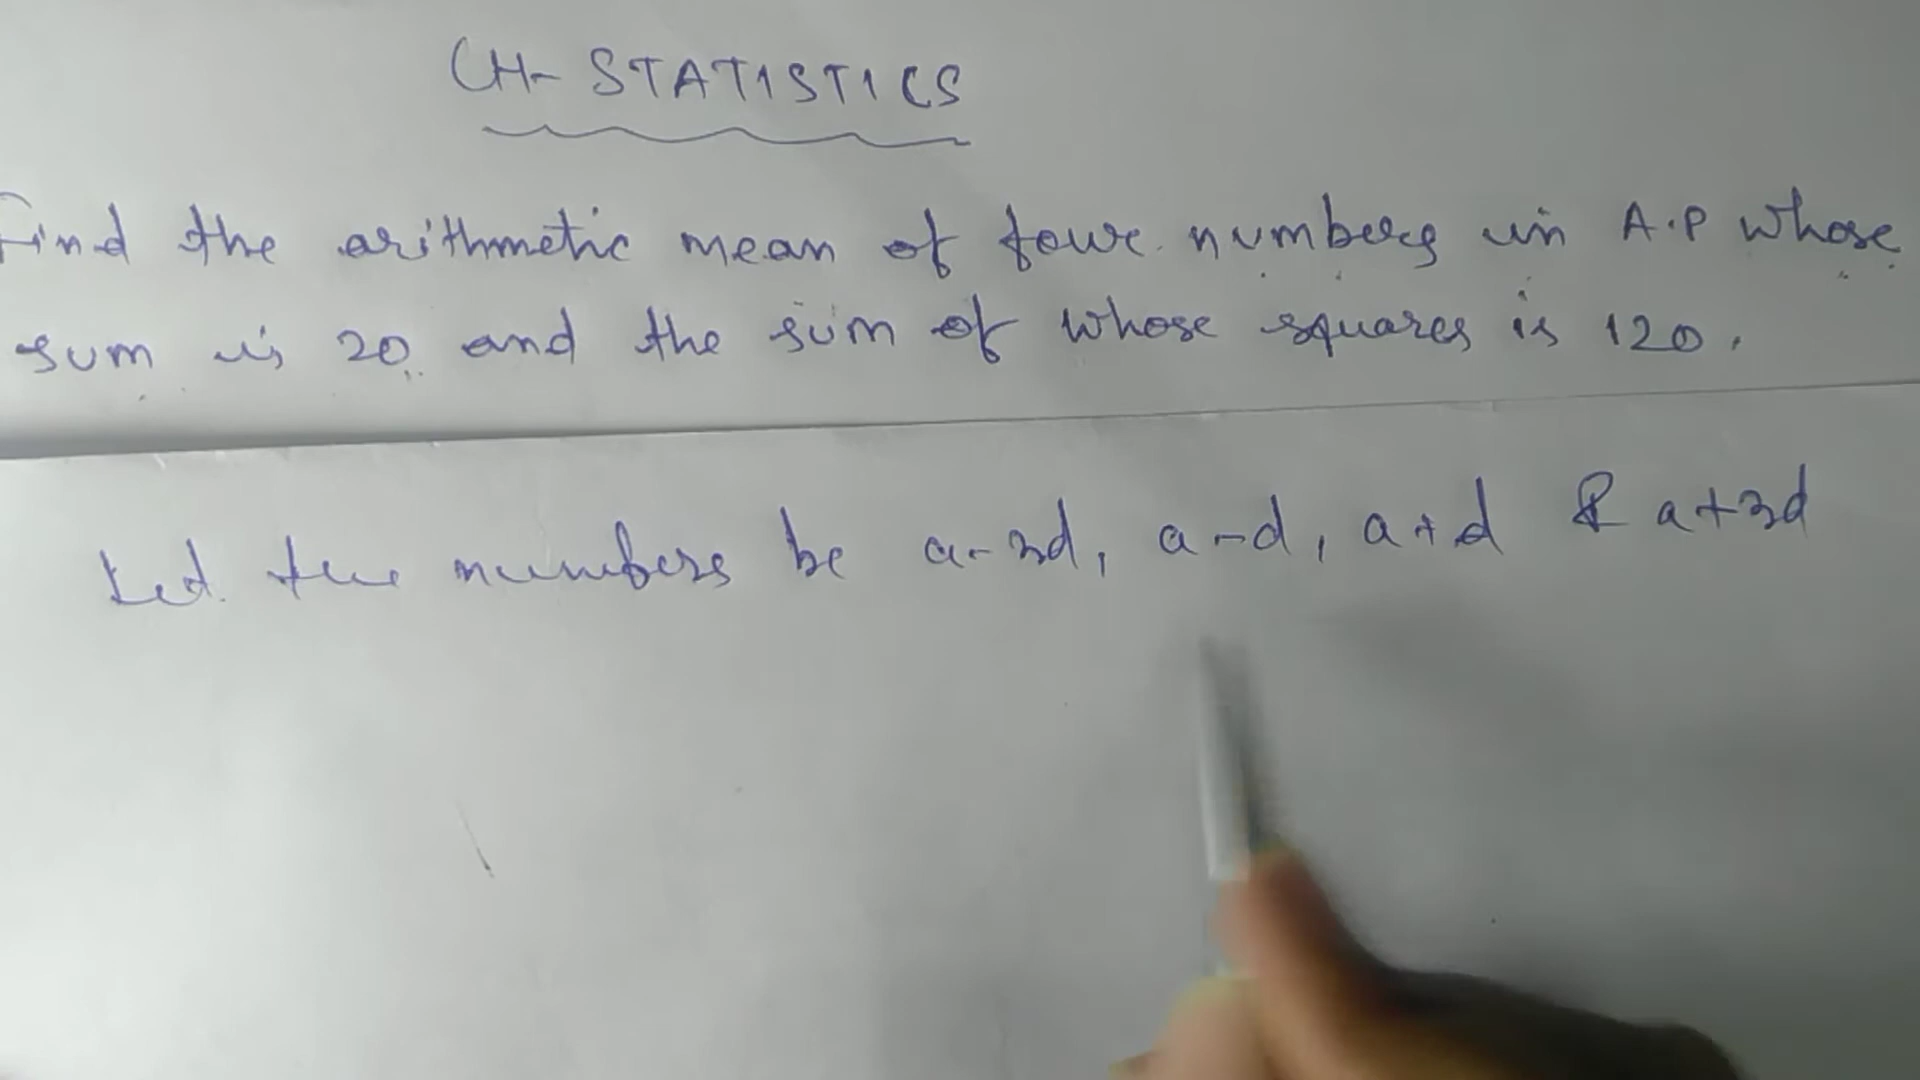 CH- STATISTICS
Find the arithmetic mean of four numbers in A.P whose
sum is 20 and the sum of whose squares is 120.
Let the numbers be a-3d, a-d, a+d & a+3d